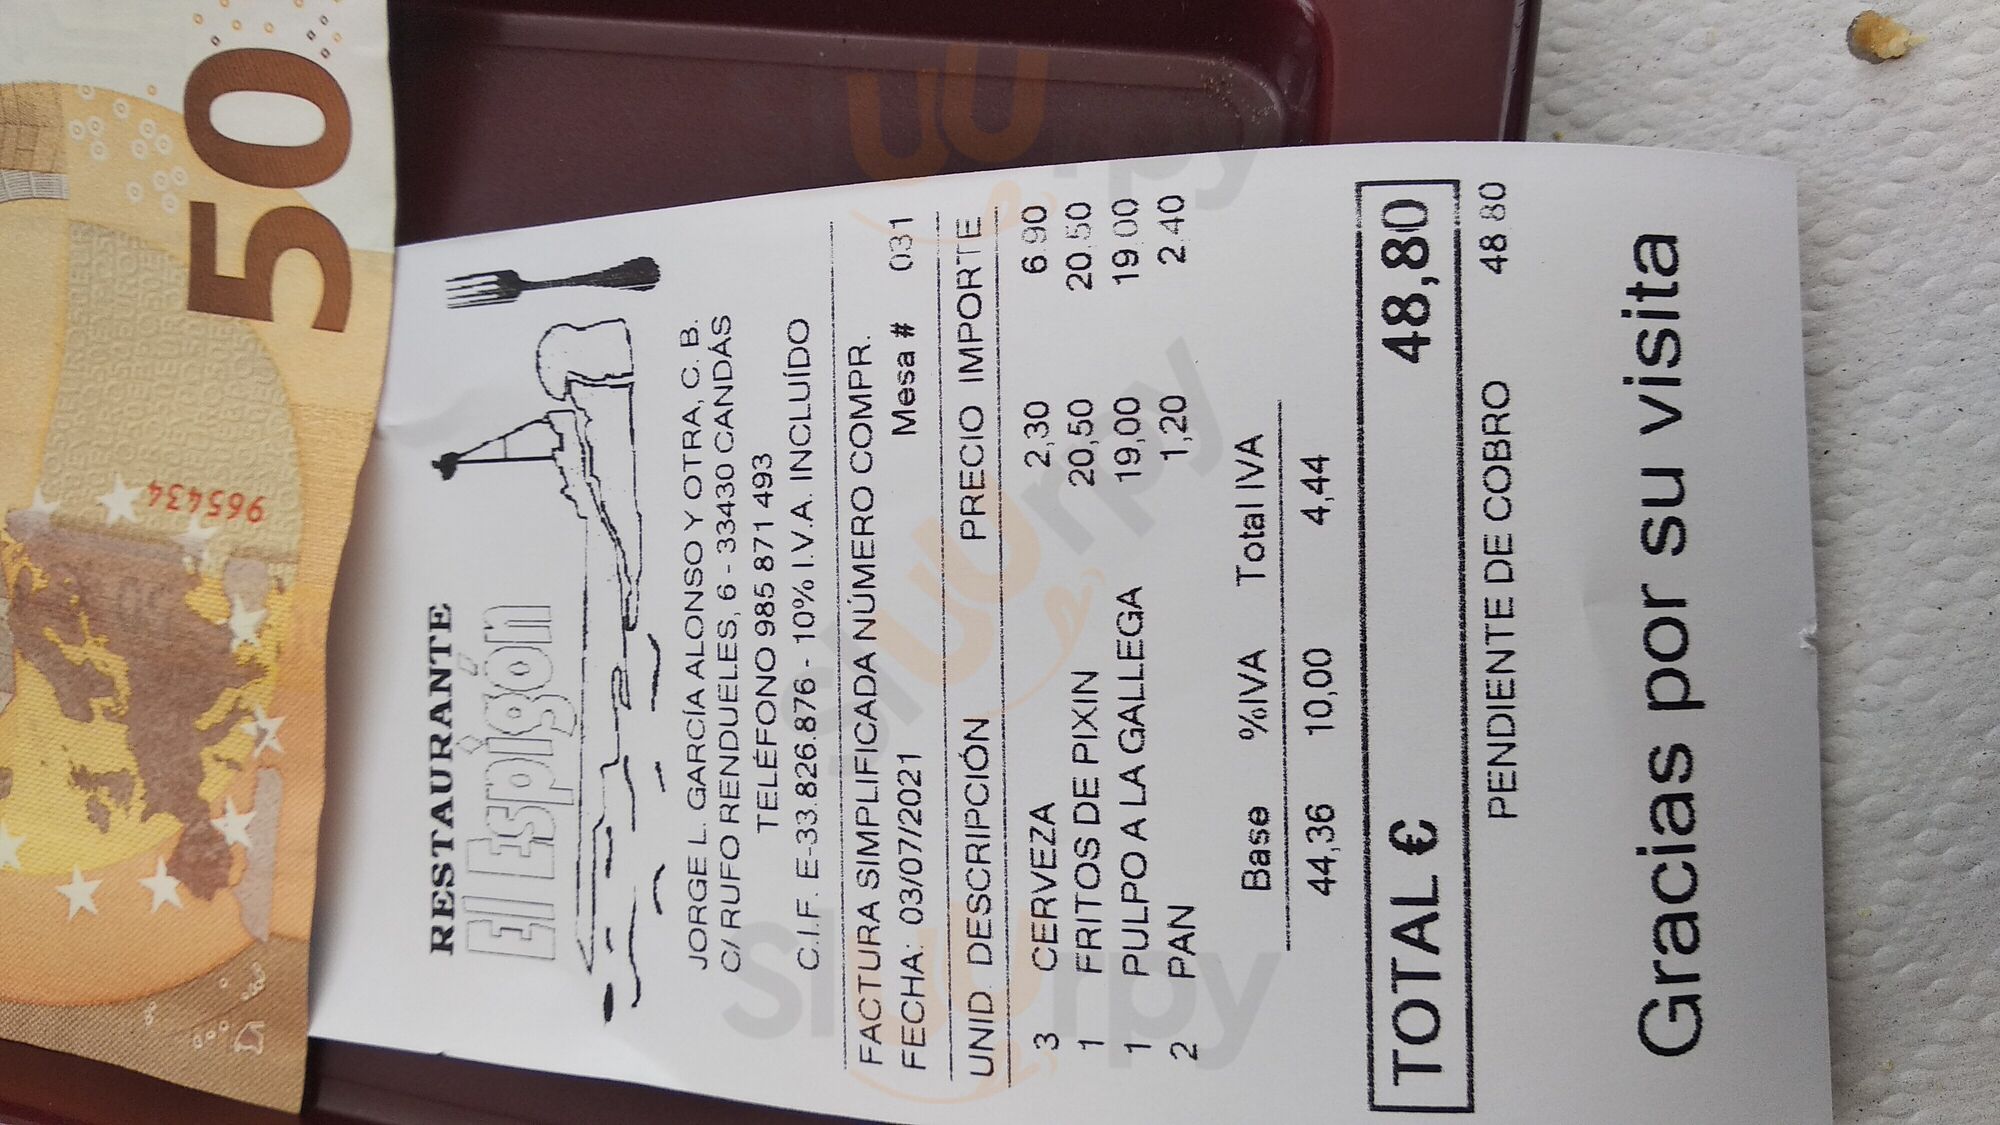 50
965434
RESTAURANTE
El Espigón
JORGE L. GARCÍA ALONSO Y OTRA, C. B.
C/ RUFO RENDUELES, 6 - 33430 CANDÁS
TELÉFONO 985 871 493
C.I.F. E-33.826.876 - 10% I.V.A. INCLUÍDO
FACTURA SIMPLIFICADA NÚMERO COMPR.
FECHA: 03/07/2021 Mesa # 031
UNID. DESCRIPCIÓN PRECIO IMPORTE
3 CERVEZA 2,30 6.90
1 FRITOS DE PIXIN 20,50 20.50
1 PULPO A LA GALLEGA 19,00 19.00
2 PAN 1,20 2.40
Base %IVA Total IVA
44,36 10,00 4,44
TOTAL € 48,80
PENDIENTE DE COBRO 48.80
Gracias por su visita
Slurpy
Slurpy
Slurpy